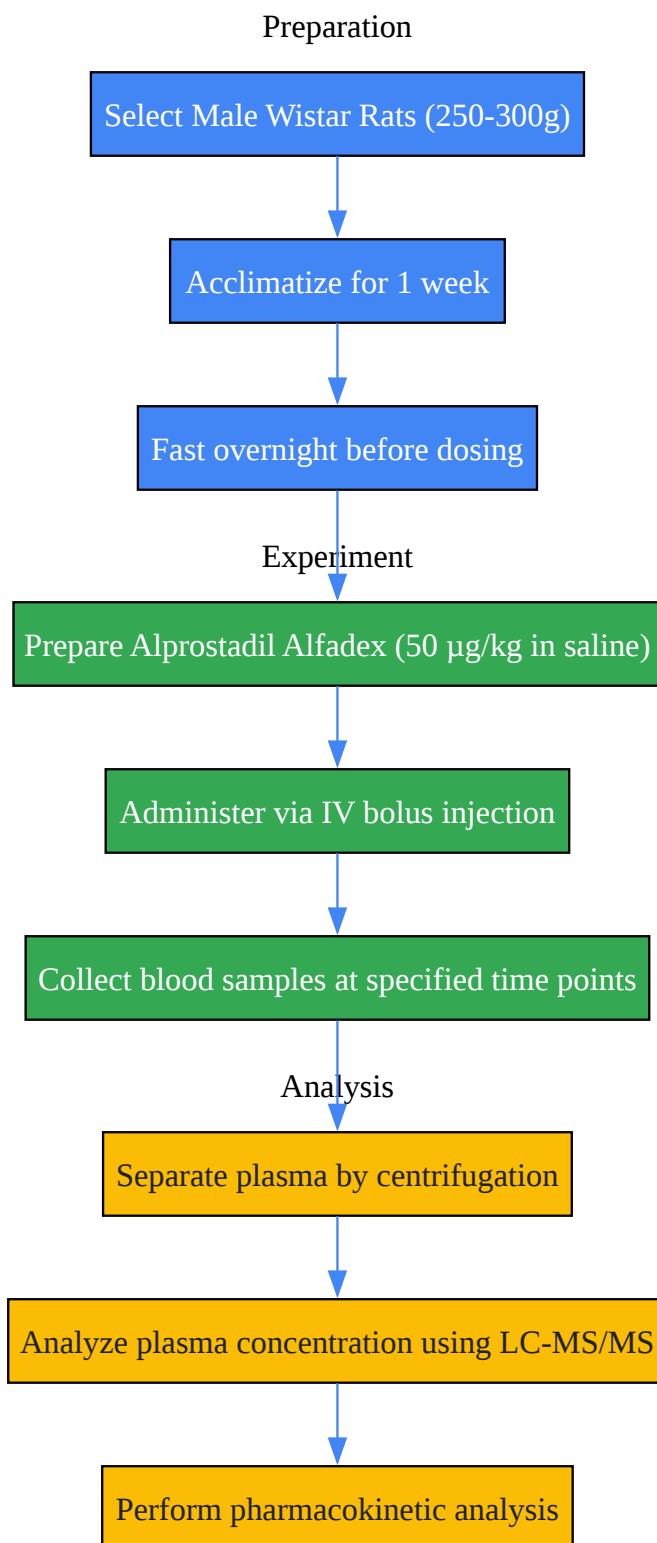 Preparation
Select Male Wistar Rats (250-300g)
Acclimatize for 1 week
Fast overnight before dosing
Experiment
Prepare Alprostadil Alfadex (50 µg/kg in saline)
Administer via IV bolus injection
Collect blood samples at specified time points
Analysis
Separate plasma by centrifugation
Analyze plasma concentration using LC-MS/MS
Perform pharmacokinetic analysis